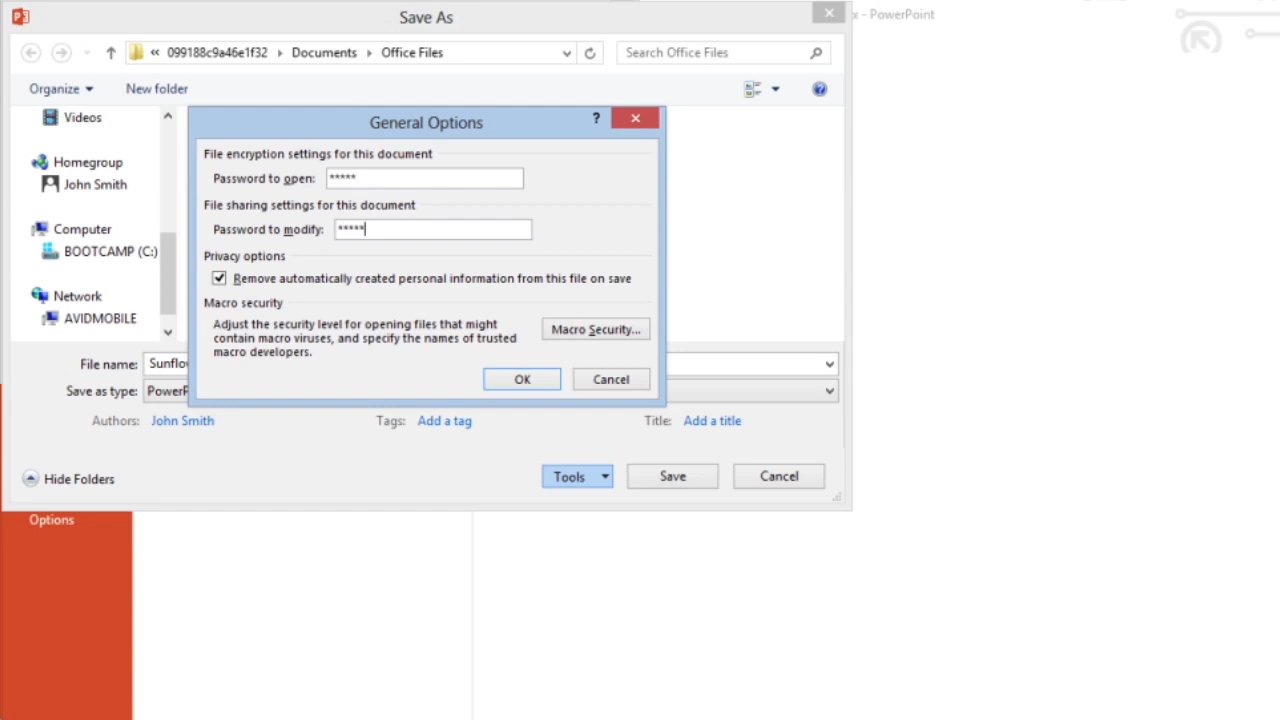 Save As
x - PowerPoint
« 099188c9a46e1f32 Documents Office Files
Search Office Files
Organize New folder
Videos
Homegroup
John Smith
Computer
BOOTCAMP (C:)
Network
AVIDMOBILE
General Options
?
File encryption settings for this document
Password to open: *****
File sharing settings for this document
Password to modify: *****
Privacy options
Remove automatically created personal information from this file on save
Macro security
Adjust the security level for opening files that might
contain macro viruses, and specify the names of trusted
macro developers.
Macro Security...
OK Cancel
File name: Sunflo
Save as type: PowerP
Authors: John Smith Tags: Add a tag Title: Add a title
Hide Folders Tools Save Cancel
Options